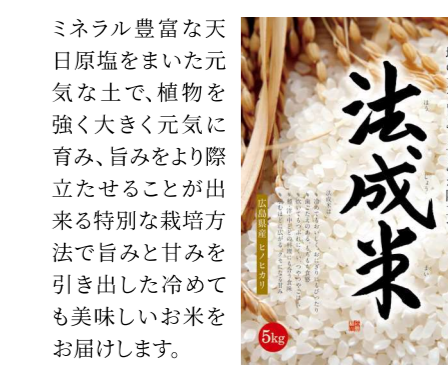 ミネラル豊富な天
日原塩をまいた元
気な土で、植物を
強く大きく元気に
育み、旨みをより際
立たせることが出
来る特別な栽培方
法で旨みと甘みを
引き出した冷めて
も美味しいお米を
お届けします。
法成米
広島県産 ヒノヒカリ
5kg